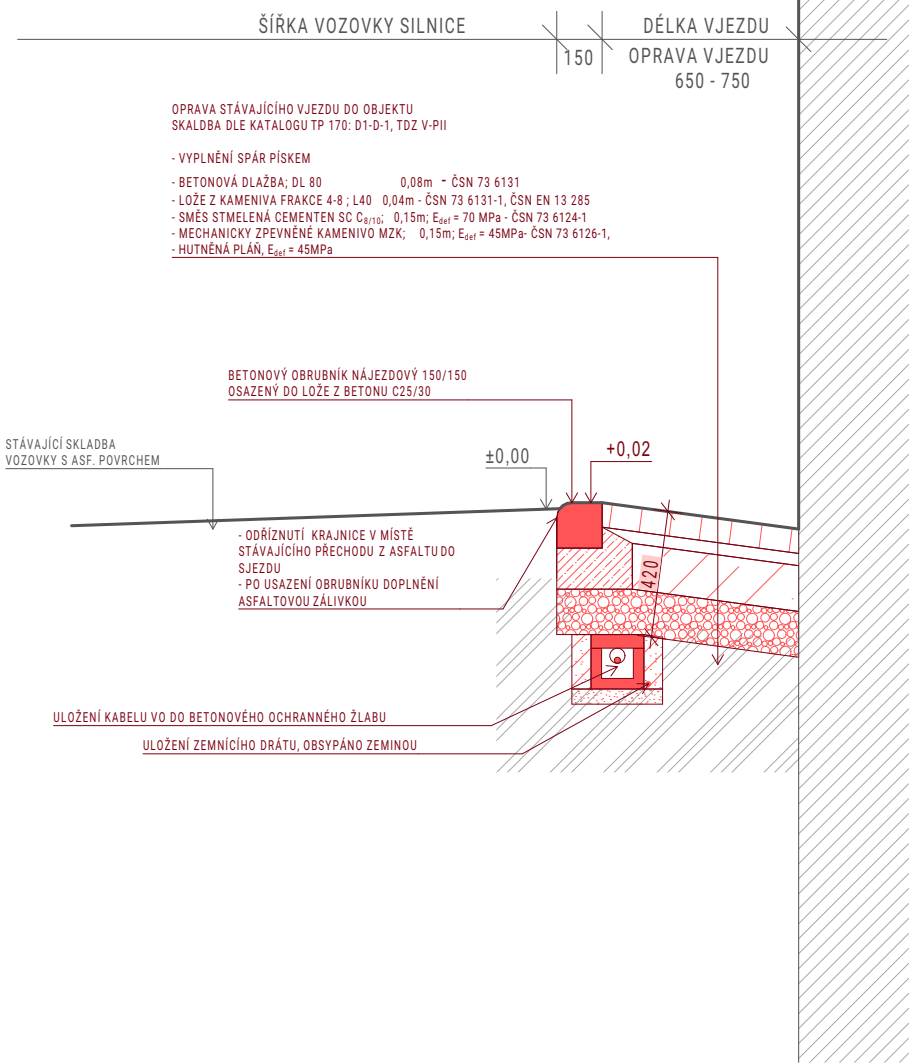 ŠÍŘKA VOZOVKY SILNICE
DÉLKA VJEZDU
150
OPRAVA VJEZDU
650 - 750
OPRAVA STÁVAJÍCÍHO VJEZDU DO OBJEKTU
SKALDBA DLE KATALOGU TP 170: D1-D-1, TDZ V-PII
- VYPLNĚNÍ SPÁR PÍSKEM
- BETONOVÁ DLAŽBA; DL 80 0,08m - ČSN 73 6131
- LOŽE Z KAMENIVA FRAKCE 4-8 ; L40 0,04m - ČSN 73 6131-1, ČSN EN 13 285
- SMĚS STMELENÁ CEMENTEN SC C8/10; 0,15m; Edef = 70 MPa - ČSN 73 6124-1
- MECHANICKY ZPEVNĚNÉ KAMENIVO MZK; 0,15m; Edef = 45MPa- ČSN 73 6126-1,
- HUTNĚNÁ PLÁŇ, Edef = 45MPa
BETONOVÝ OBRUBNÍK NÁJEZDOVÝ 150/150
OSAZENÝ DO LOŽE Z BETONU C25/30
STÁVAJÍCÍ SKLADBA
VOZOVKY S ASF. POVRCHEM
±0,00
+0,02
- ODŘÍZNUTÍ KRAJNICE V MÍSTĚ
STÁVAJÍCÍHO PŘECHODU Z ASFALTU DO
SJEZDU
- PO USAZENÍ OBRUBNÍKU DOPLNĚNÍ
ASFALTOVOU ZÁLIVKOU
420
ULOŽENÍ KABELU VO DO BETONOVÉHO OCHRANNÉHO ŽLABU
ULOŽENÍ ZEMNÍCÍHO DRÁTU, OBSYPÁNO ZEMINOU